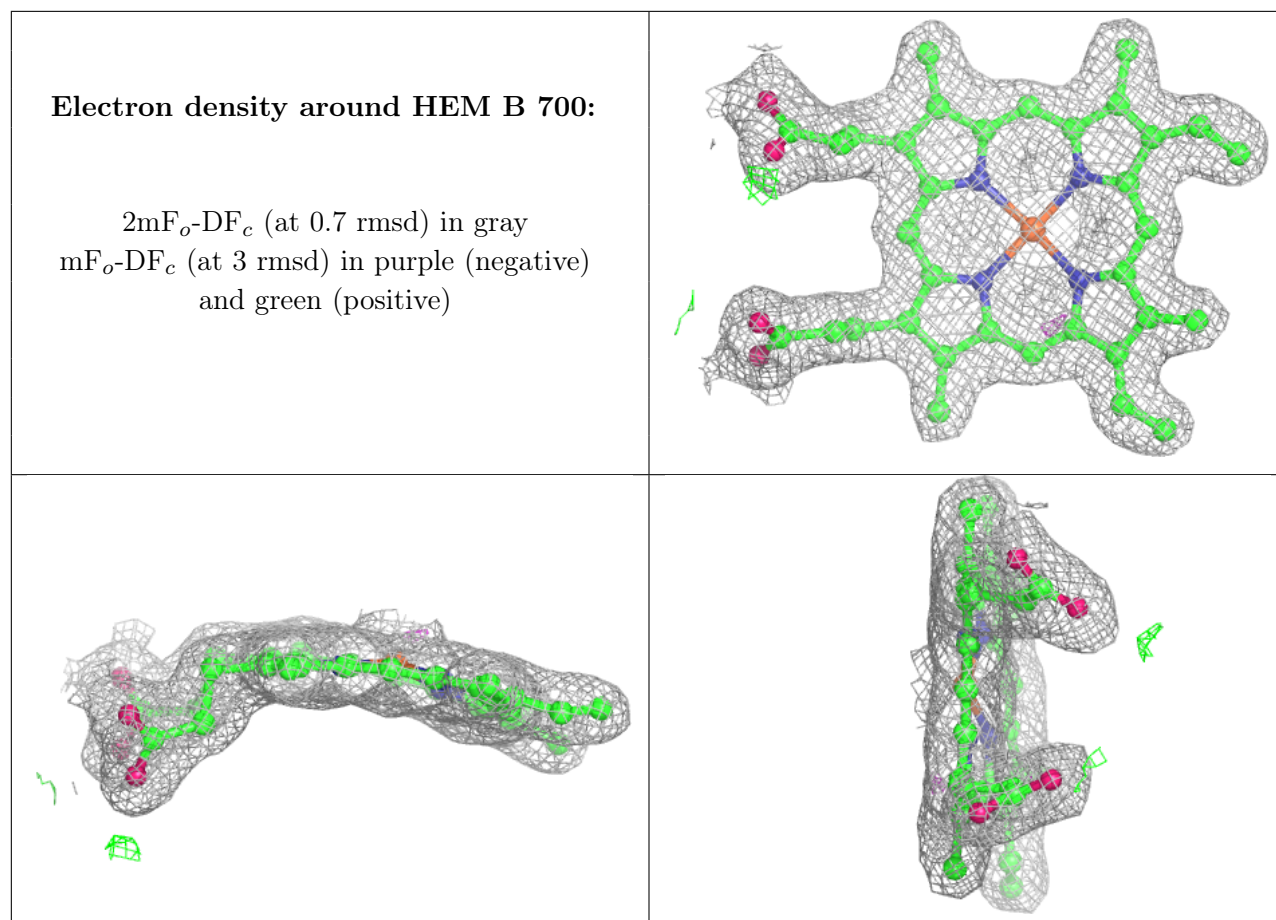 Electron density around HEM B 700:
2mFo-DFc (at 0.7 rmsd) in gray
mFo-DFc (at 3 rmsd) in purple (negative)
and green (positive)